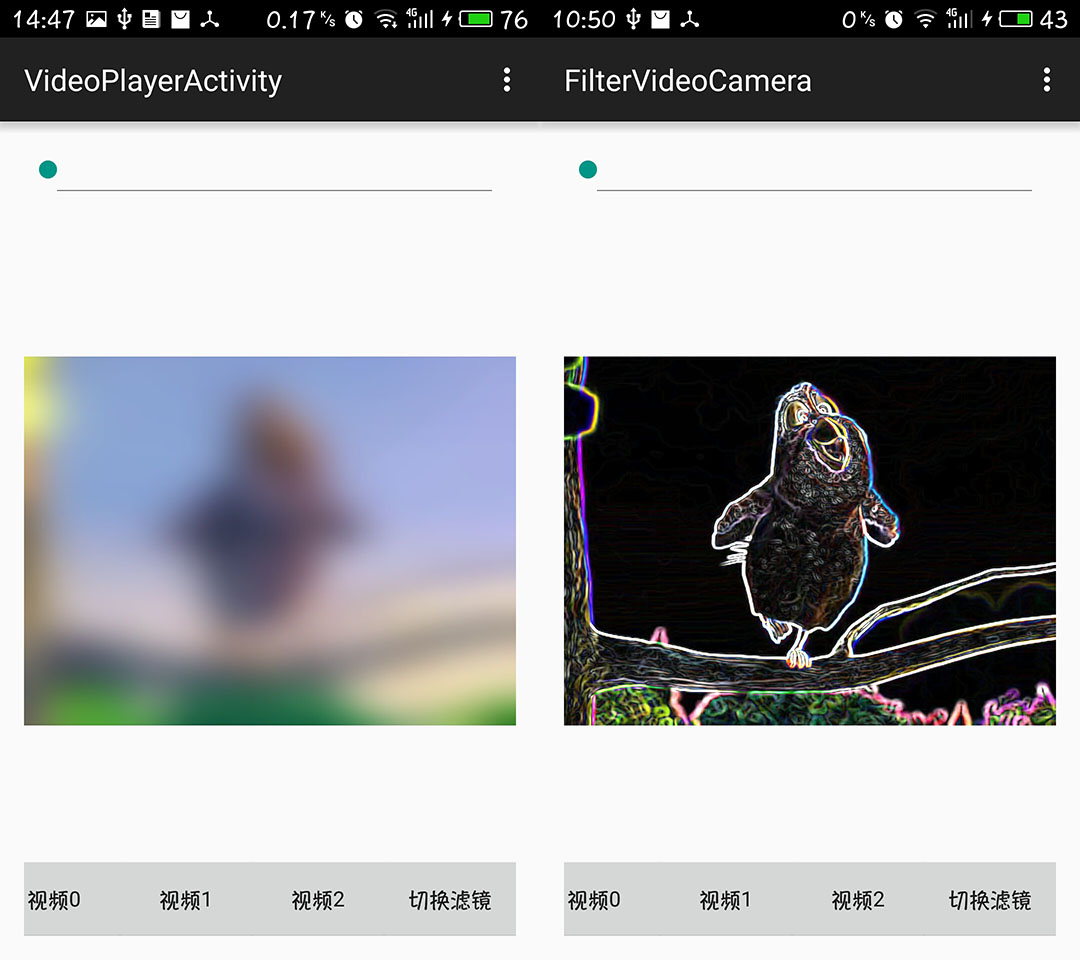 14:47 0.17 K/s 4G 76
VideoPlayerActivity
视频0 视频1 视频2 切换滤镜
10:50 0 K/s 4G 43
FilterVideoCamera
视频0 视频1 视频2 切换滤镜